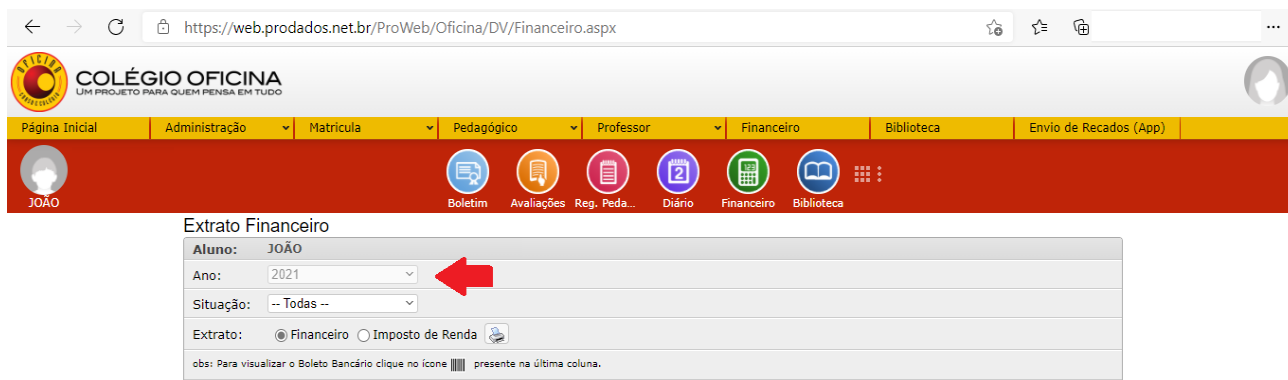 https://web.prodados.net.br/ProWeb/Oficina/DV/Financeiro.aspx
OFICINA
COLÉGIO OFICINA
UM PROJETO PARA QUEM PENSA EM TUDO
Página Inicial Administração Matricula Pedagógico Professor Financeiro Biblioteca Envio de Recados (App)
JOÃO Boletim Avaliações Reg. Peda... Diário Financeiro Biblioteca
Extrato Financeiro
Aluno: JOÃO
Ano: 2021
Situação: -- Todas --
Extrato: Financeiro Imposto de Renda
obs: Para visualizar o Boleto Bancário clique no ícone presente na última coluna.